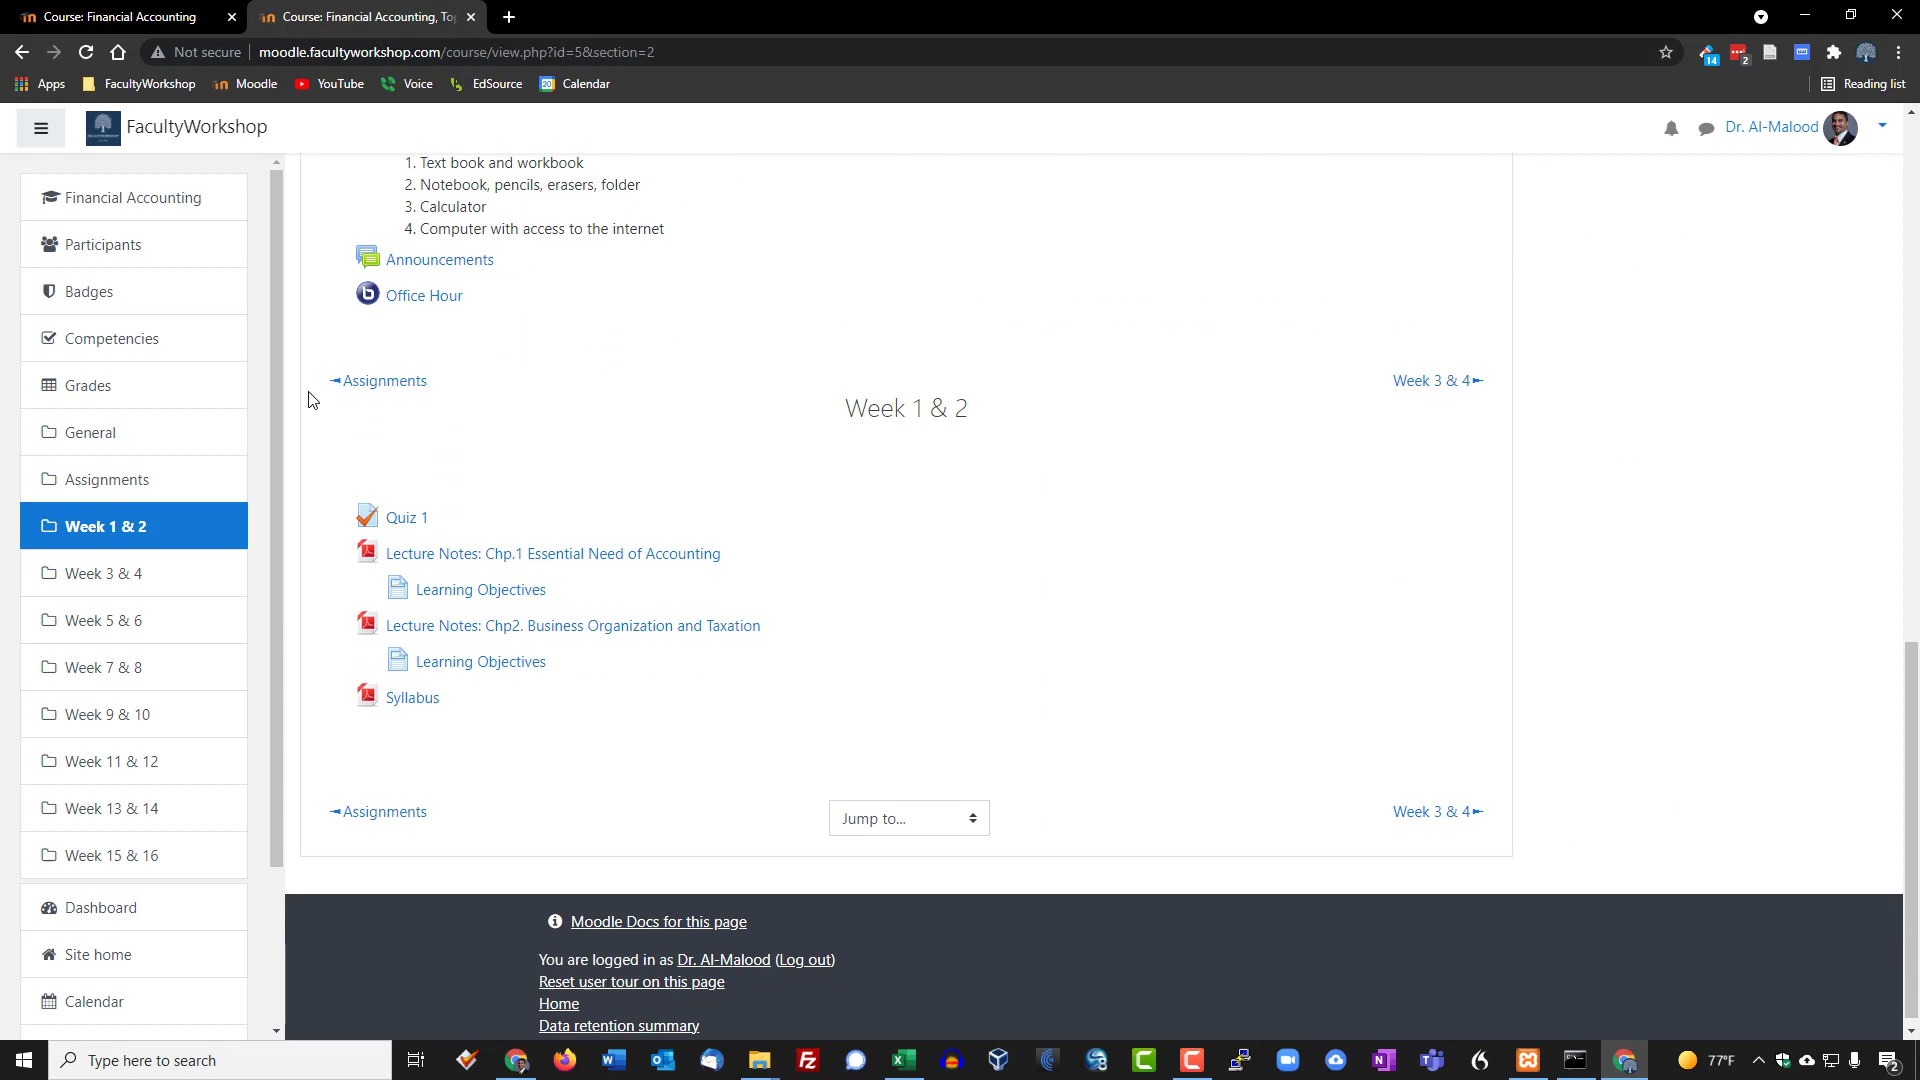 Course: Financial Accounting
Course: Financial Accounting, To
Not secure
moodle.facultyworkshop.com/course/view.php?id=5&section=2
14
2
Apps
FacultyWorkshop
Moodle
YouTube
Voice
EdSource
20
Calendar
Reading list
FacultyWorkshop
Dr. Al-Malood
Financial Accounting
Participants
Badges
Competencies
Grades
General
Assignments
Week 1 & 2
Week 3 & 4
Week 5 & 6
Week 7 & 8
Week 9 & 10
Week 11 & 12
Week 13 & 14
Week 15 & 16
Dashboard
Site home
Calendar
1. Text book and workbook
2. Notebook, pencils, erasers, folder
3. Calculator
4. Computer with access to the internet
Announcements
Office Hour
◄Assignments
Week 3 & 4►
Week 1 & 2
Quiz 1
Lecture Notes: Chp.1 Essential Need of Accounting
Learning Objectives
Lecture Notes: Chp2. Business Organization and Taxation
Learning Objectives
Syllabus
◄Assignments
Jump to...
Week 3 & 4►
Moodle Docs for this page
You are logged in as Dr. Al-Malood (Log out)
Reset user tour on this page
Home
Data retention summary
Type here to search
77°F
2